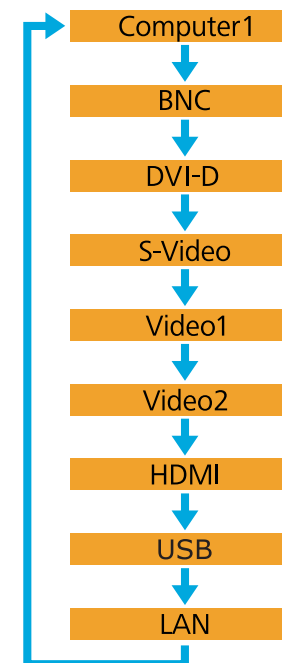 Computer1
BNC
DVI-D
S-Video
Video1
Video2
HDMI
USB
LAN